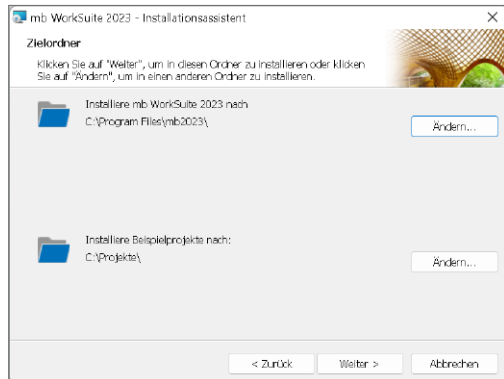 mb WorkSuite 2023 - Installationsassistent
Zielordner
Klicken Sie auf "Weiter", um in diesen Ordner zu installieren oder klicken
Sie auf "Ändern", um in einen anderen Ordner zu installieren.
Installiere mb WorkSuite 2023 nach
C:\Program Files\mb2023\
Ändern...
Installiere Beispielprojekte nach:
C:\Projekte\
Ändern...
< Zurück Weiter > Abbrechen